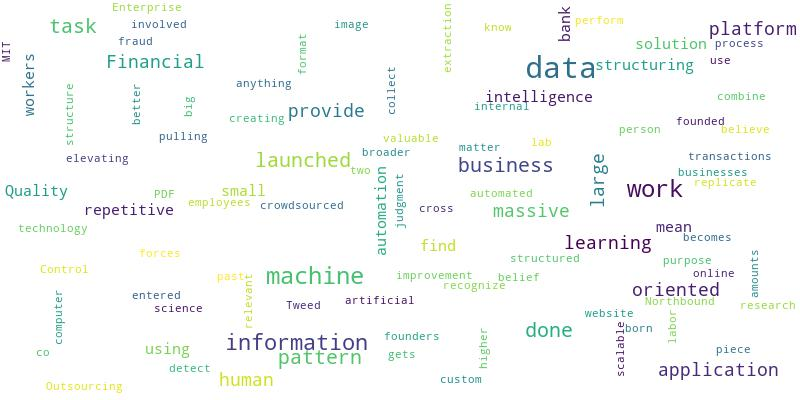 Enterprise
task
involved
image
know
bank
perform
platform
MIT
fraud
format
extraction
solution
process
Financial
workers
data
structuring
use
structure
better
big
anything
collect
intelligence
internal
combine
creating
provide
founded
pulling
person
believe
valuable
lab
elevating
launched
broader
matter
transactions
two
business
large
businesses
Quality
PDF
small
automation
judgment
automated
work
replicate
repetitive
employees
crowdsourced
cross
massive
technology
mean
forces
find
learning
becomes
structured
purpose
Control
past
machine
improvement
belief
online
amounts
entered
relevant
recognize
oriented
computer
science
Tweed
artificial
Northbound
research
website
labor
information
founders
done
born
scalable
co
using
pattern
gets
higher
piece
detect
human
custom
application
Outsourcing